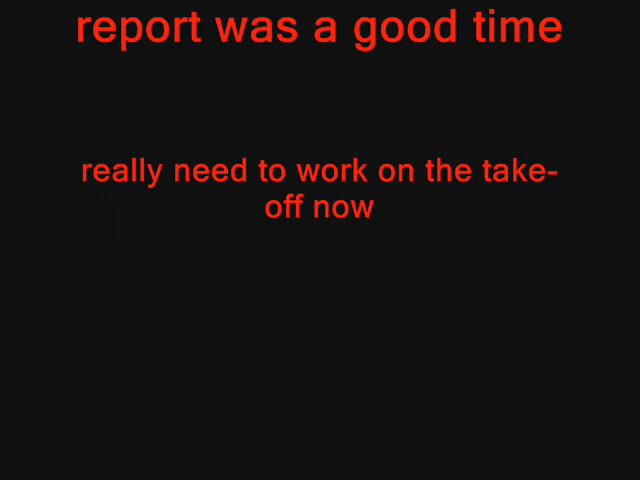 report was a good time
really need to work on the take-
off now